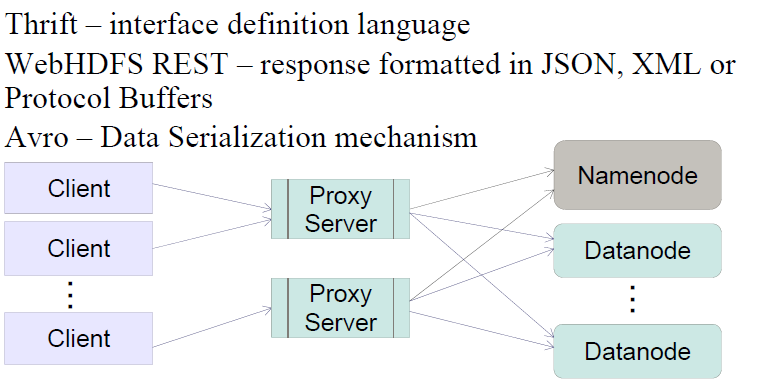 Thrift – interface definition language
WebHDFS REST – response formatted in JSON, XML or
Protocol Buffers
Avro – Data Serialization mechanism
Client
Client
Client
Proxy
Server
Proxy
Server
Namenode
Datanode
Datanode